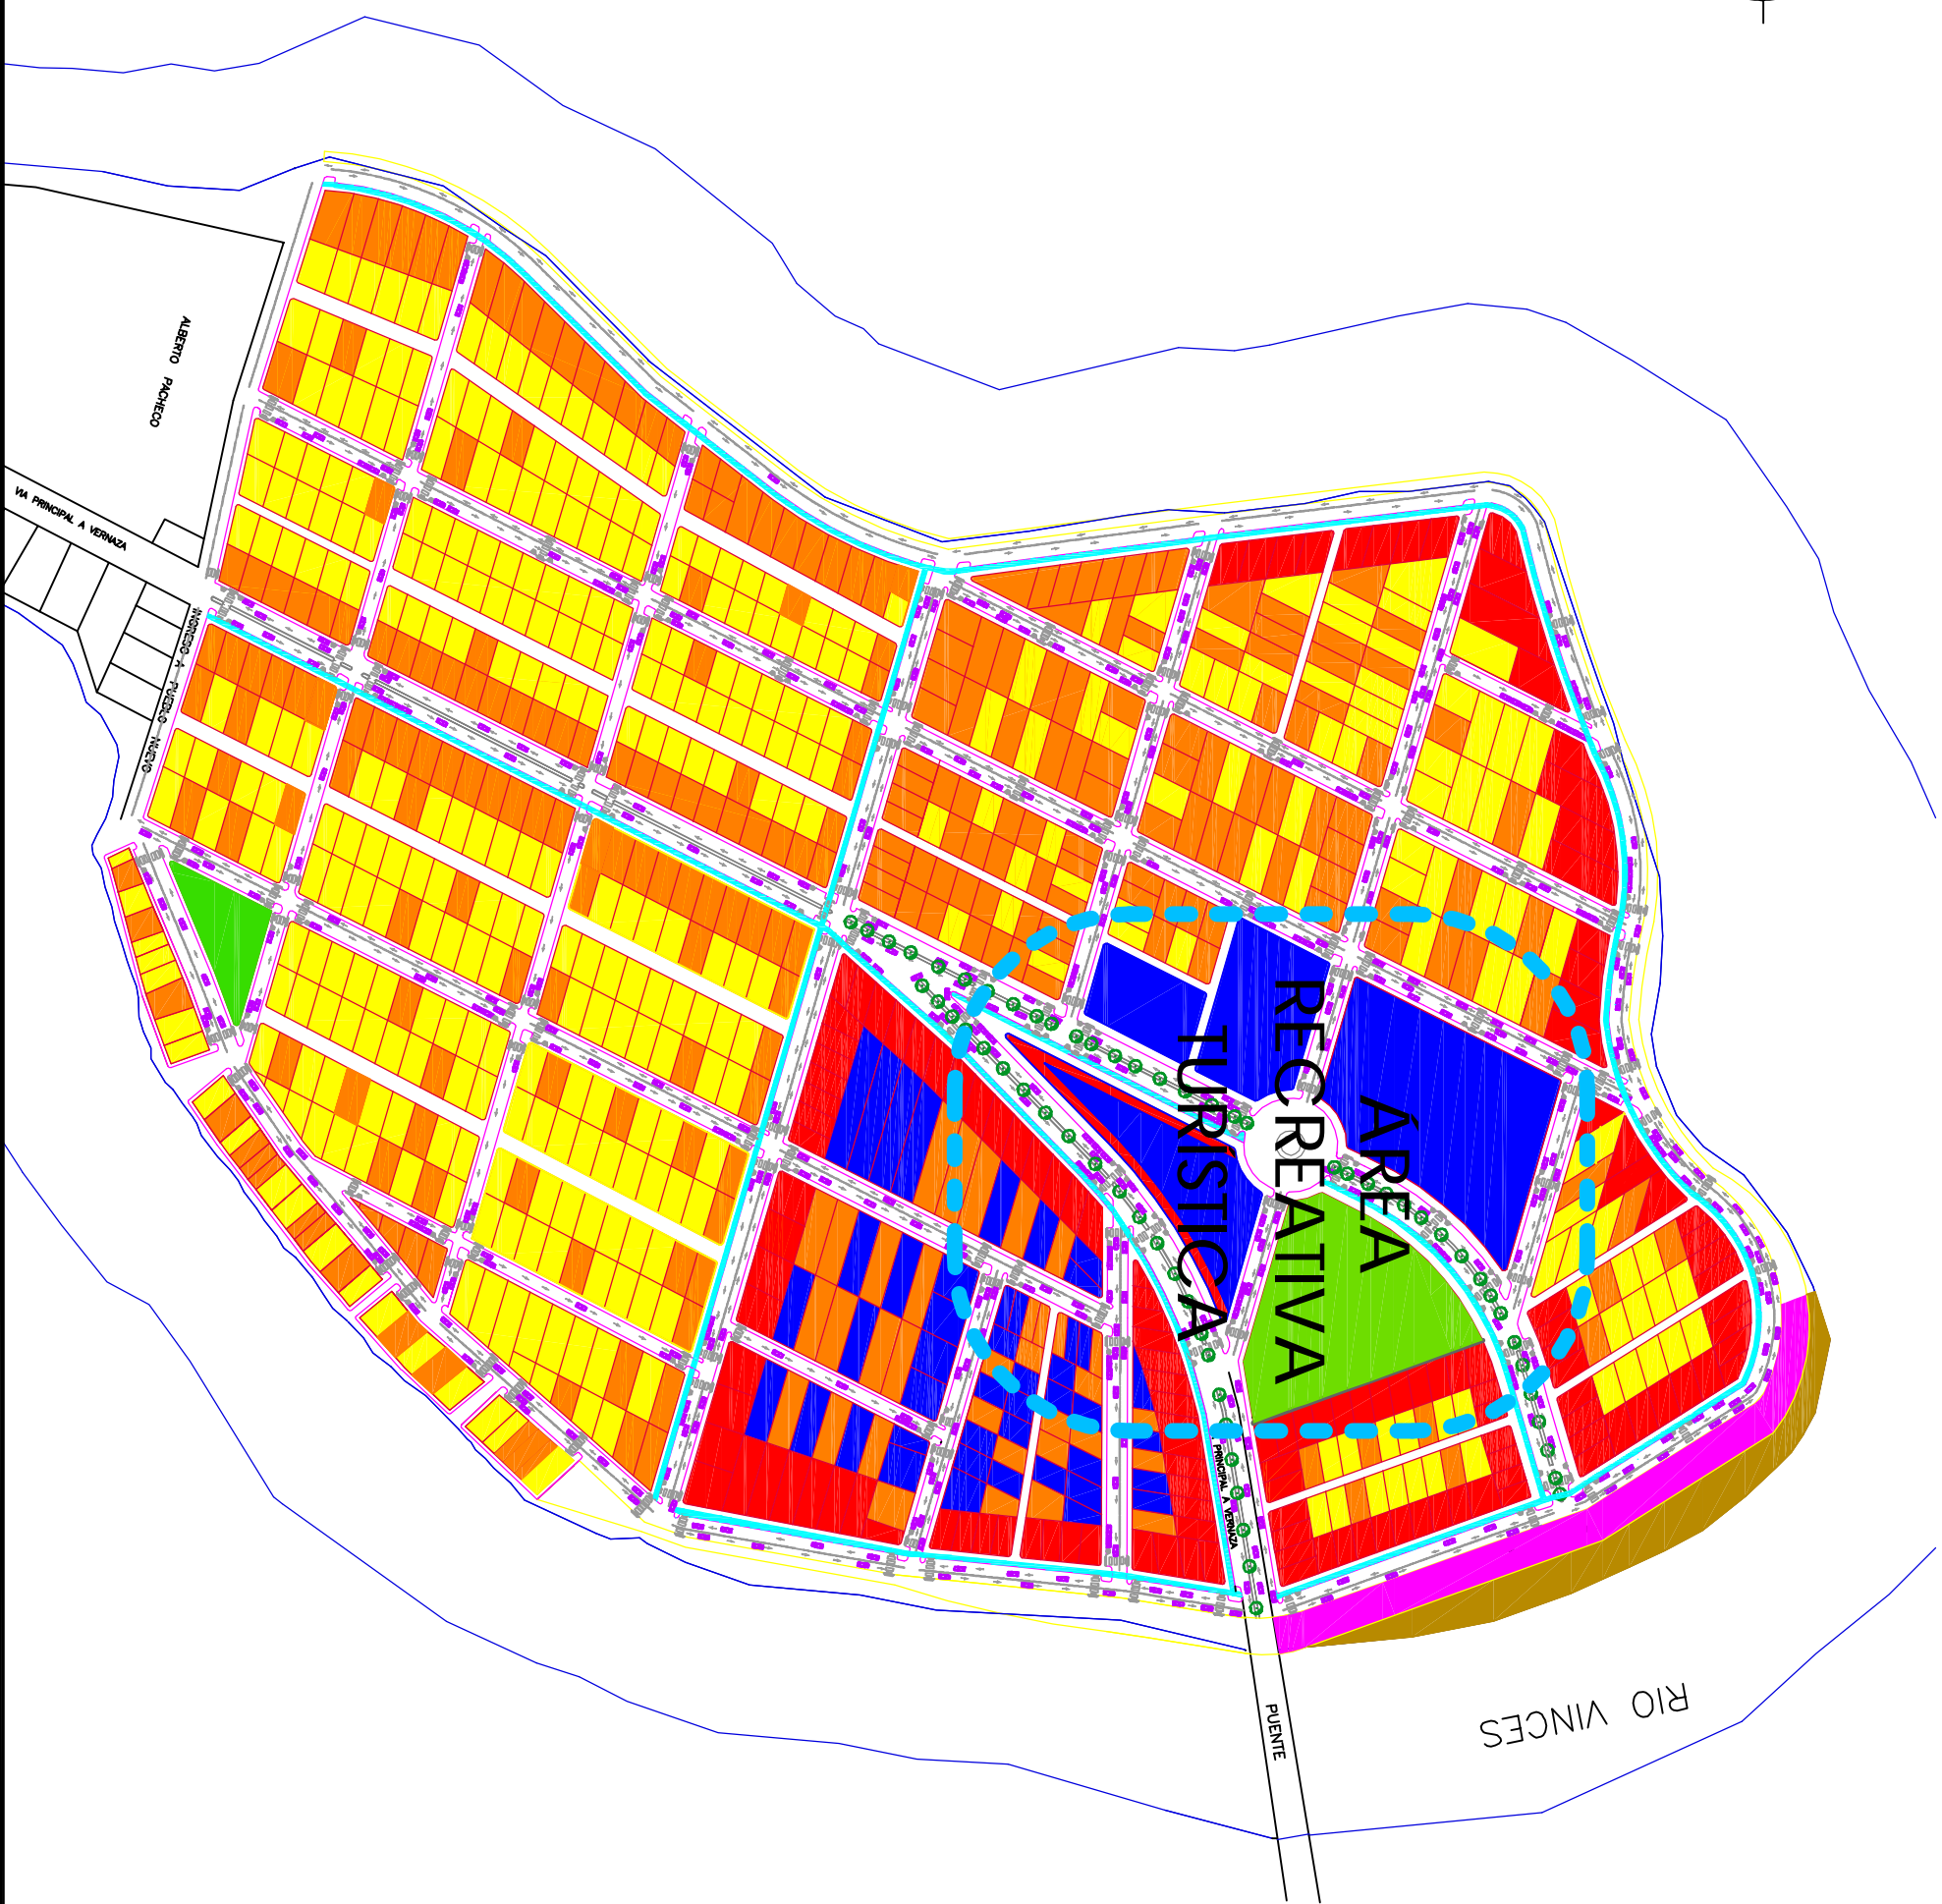 ALBERTO PACHECO
VIA PRINCIPAL A VERNAZA
INGRESO A PUEBLO NUEVO
ÁREA
RECREATIVA
TURÍSTICA
PRINCIPAL A VERNAZA
PUENTE
RIO VINCES